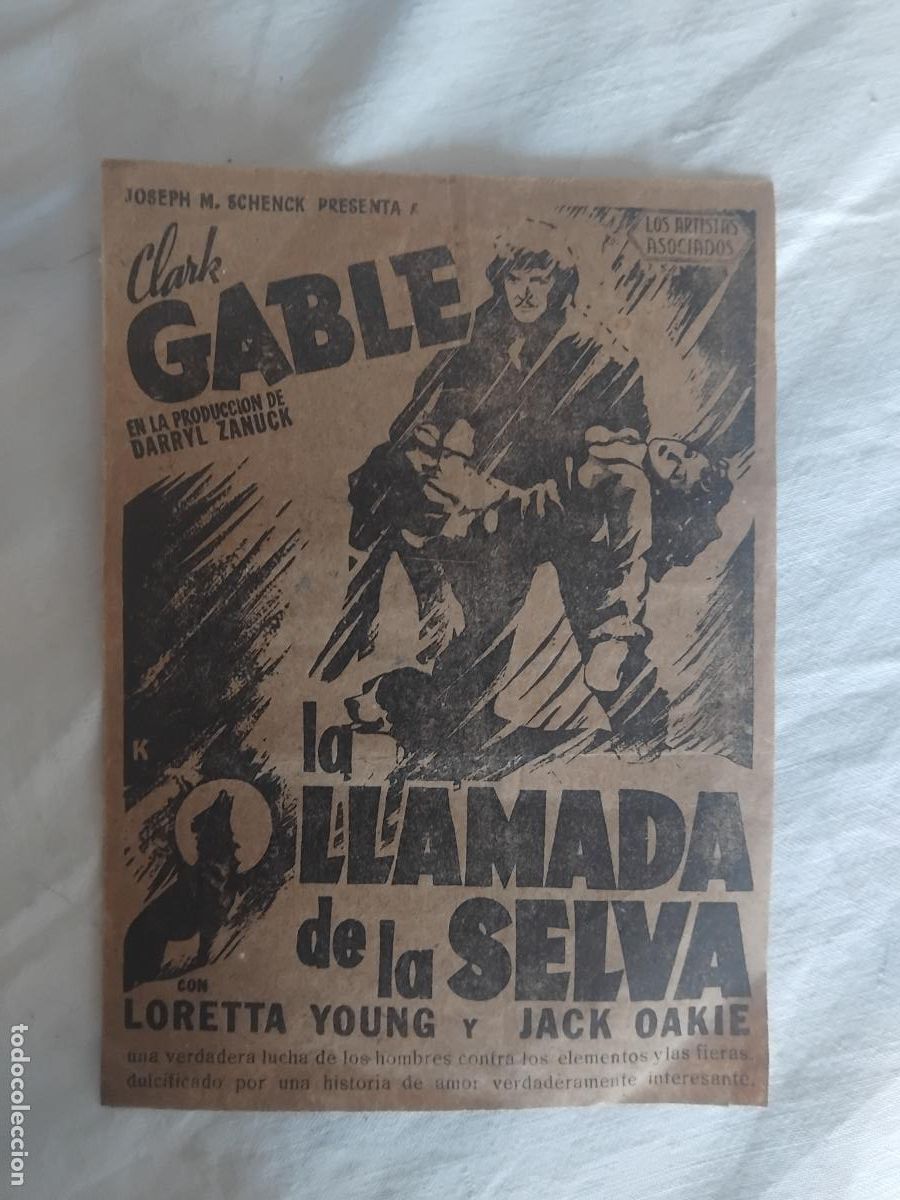 JOSEPH M. SCHENCK PRESENTA A
LOS ARTISTAS
ASOCIADOS
Clark
GABLE
EN LA PRODUCCION DE
DARRYL ZANUCK
K
la
LLAMADA
de la SELVA
CON
LORETTA YOUNG Y JACK OAKIE
una verdadera lucha de los hombres contra los elementos y las fieras.
dulcificado por una historia de amor verdaderamente interesante.
todocoleccion.net